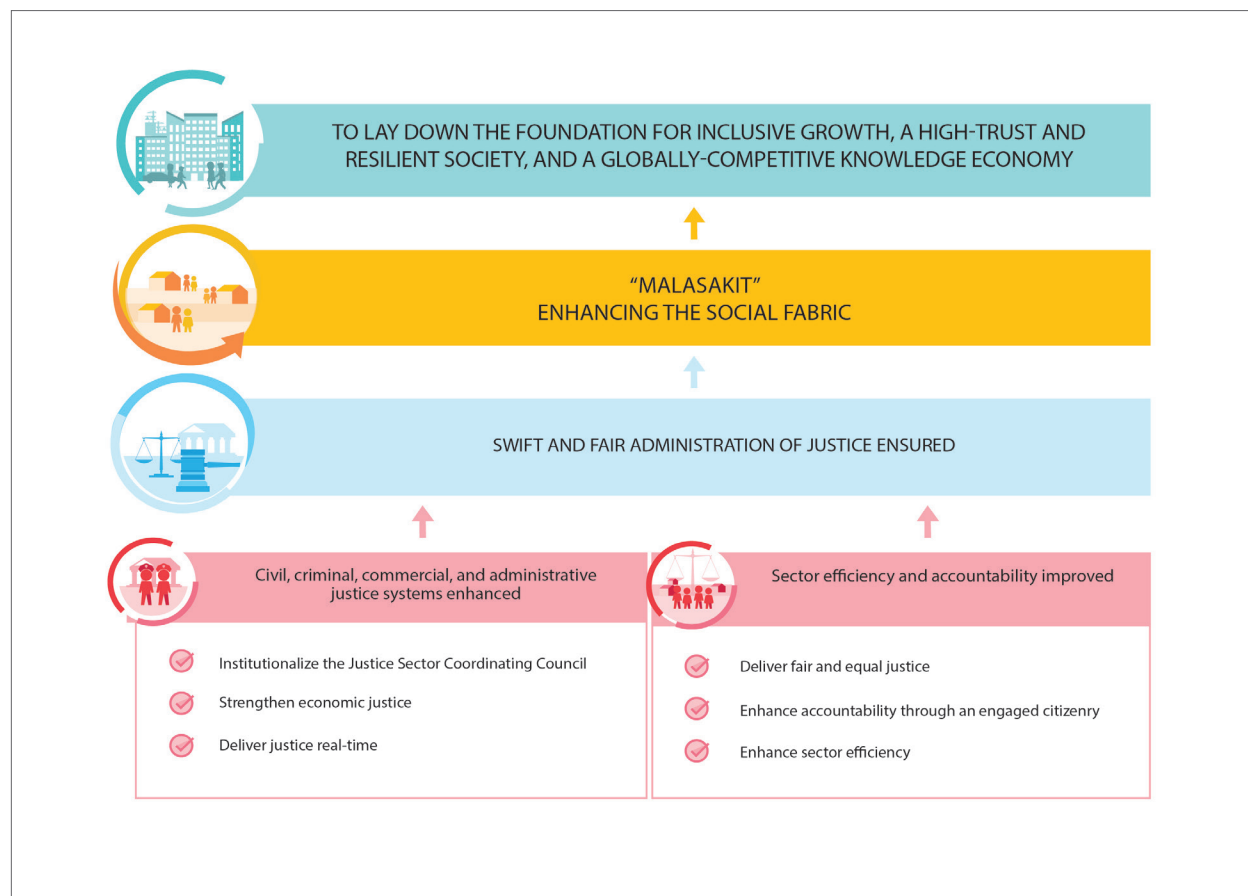 TO LAY DOWN THE FOUNDATION FOR INCLUSIVE GROWTH, A HIGH-TRUST AND
RESILIENT SOCIETY, AND A GLOBALLY-COMPETITIVE KNOWLEDGE ECONOMY
“MALASAKIT”
ENHANCING THE SOCIAL FABRIC
SWIFT AND FAIR ADMINISTRATION OF JUSTICE ENSURED
Civil, criminal, commercial, and administrative
justice systems enhanced
Institutionalize the Justice Sector Coordinating Council
Strengthen economic justice
Deliver justice real-time
Sector efficiency and accountability improved
Deliver fair and equal justice
Enhance accountability through an engaged citizenry
Enhance sector efficiency